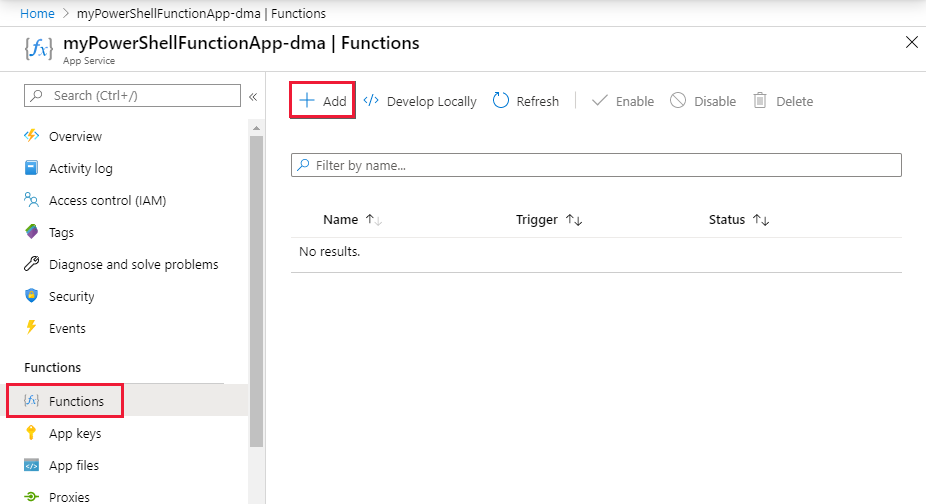 Home > myPowerShellFunctionApp-dma | Functions
{fx} myPowerShellFunctionApp-dma | Functions
App Service
Search (Ctrl+/)
«
Overview
Activity log
Access control (IAM)
Tags
Diagnose and solve problems
Security
Events
Functions
{fx} Functions
App keys
App files
Proxies
+ Add </> Develop Locally Refresh | Enable Disable Delete
Filter by name...
Name ↑↓ Trigger ↑↓ Status ↑↓
No results.